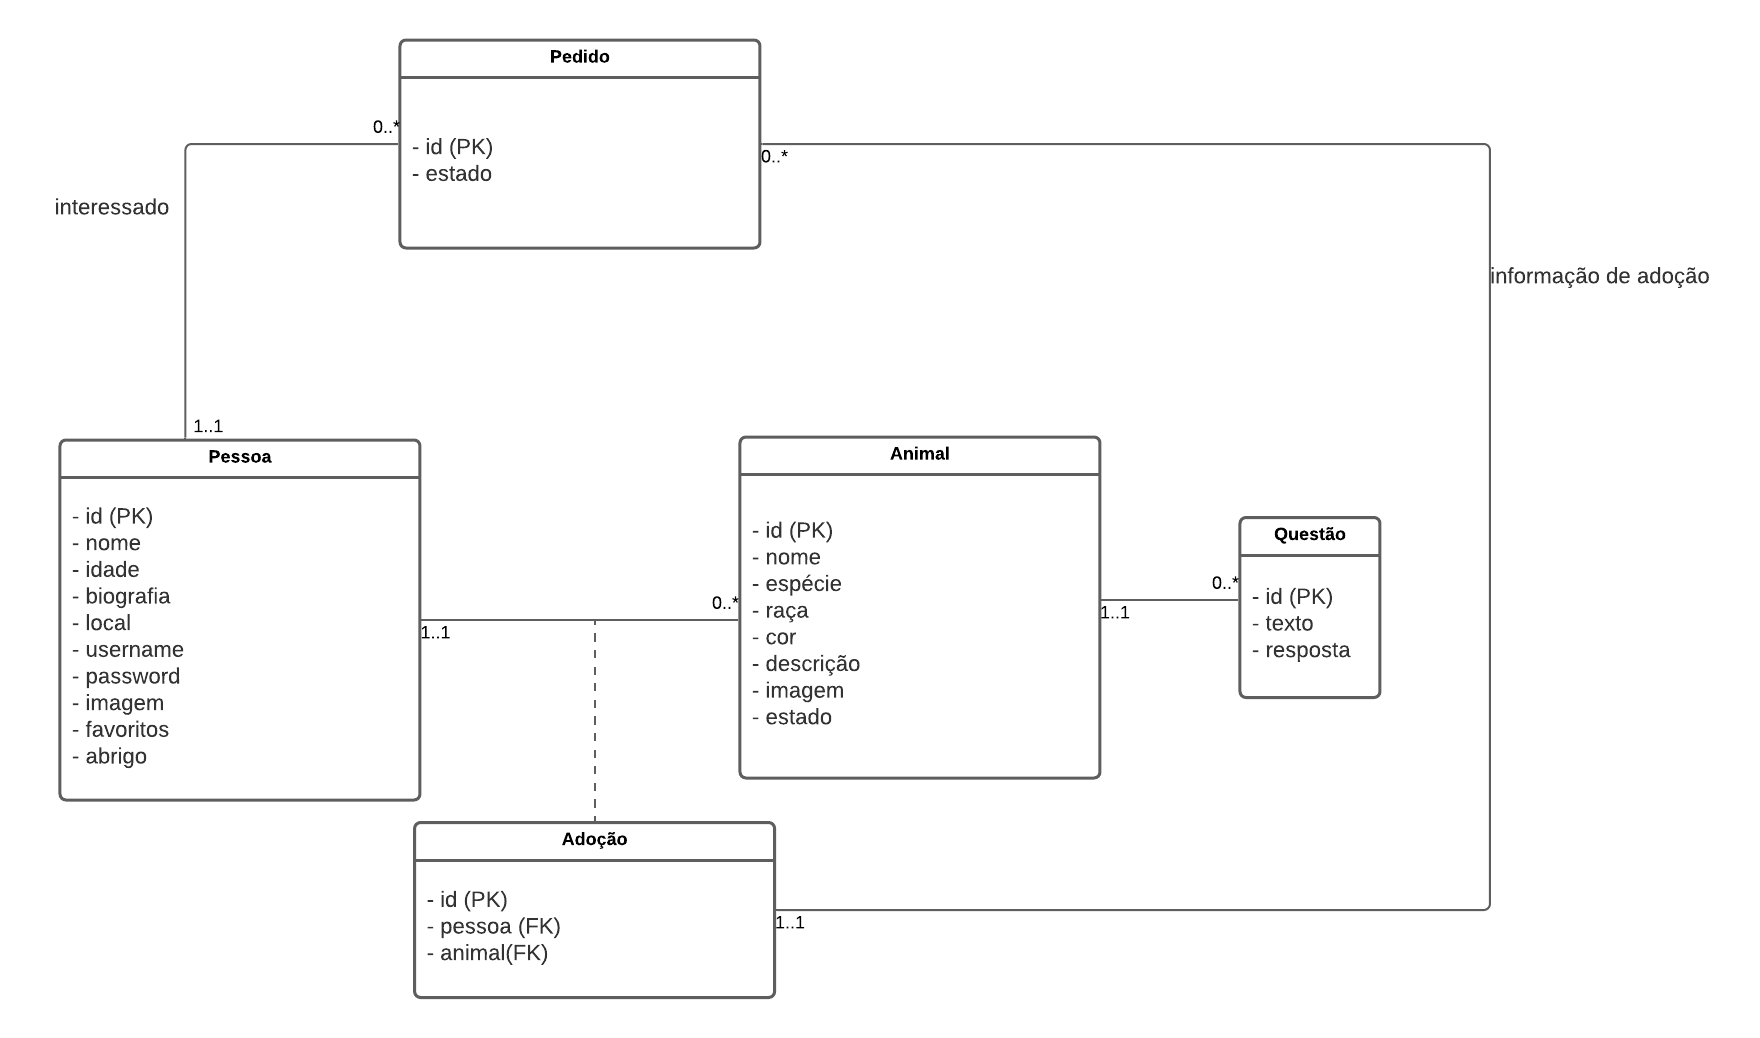 Pedido
0..*
- id (PK)
- estado
0..*
interessado
informação de adoção
1..1
Pessoa
- id (PK)
- nome
- idade
- biografia
- local
- username
- password
- imagem
- favoritos
- abrigo
1..1
0..*
Animal
- id (PK)
- nome
- espécie
- raça
- cor
- descrição
- imagem
- estado
1..1
0..*
Questão
- id (PK)
- texto
- resposta
Adoção
- id (PK)
- pessoa (FK)
- animal(FK)
1..1